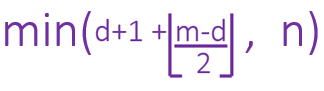 min(d+1 + ⌊(m-d)/2⌋, n)